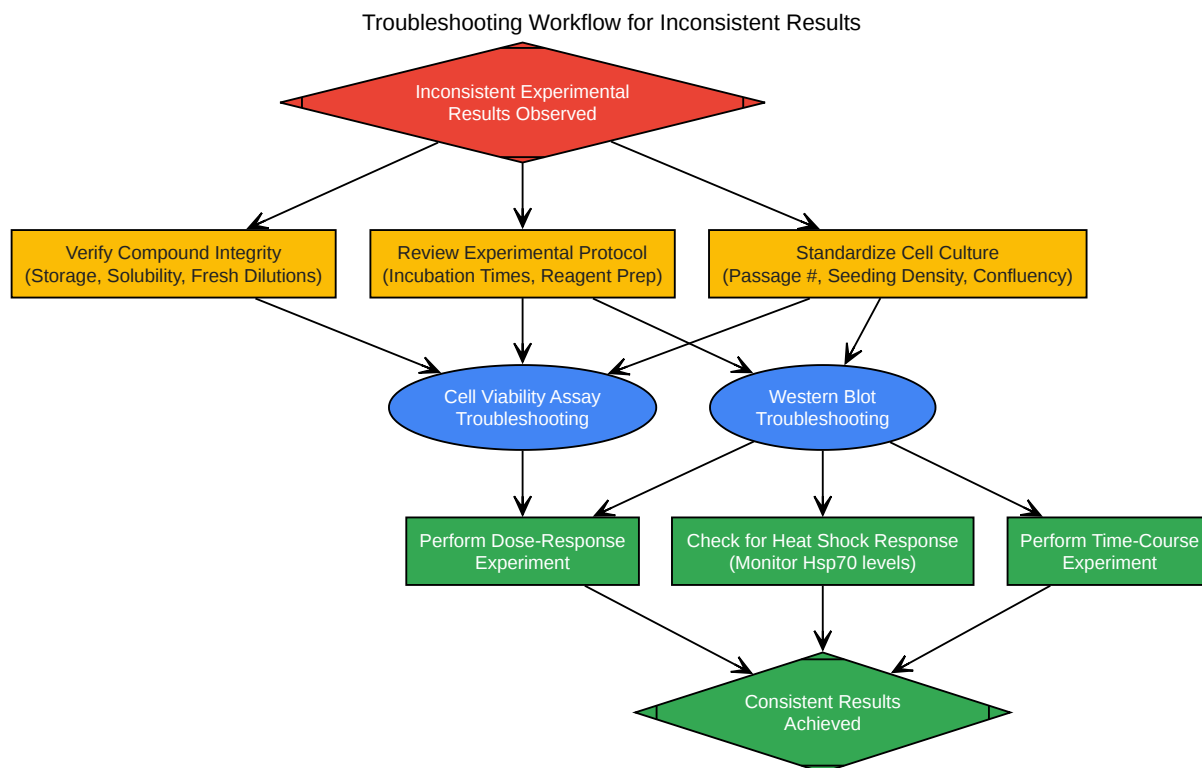 Troubleshooting Workflow for Inconsistent Results
Inconsistent Experimental
Results Observed
Verify Compound Integrity
(Storage, Solubility, Fresh Dilutions)
Review Experimental Protocol
(Incubation Times, Reagent Prep)
Standardize Cell Culture
(Passage #, Seeding Density, Confluency)
Cell Viability Assay
Troubleshooting
Western Blot
Troubleshooting
Perform Dose-Response
Experiment
Check for Heat Shock Response
(Monitor Hsp70 levels)
Perform Time-Course
Experiment
Consistent Results
Achieved